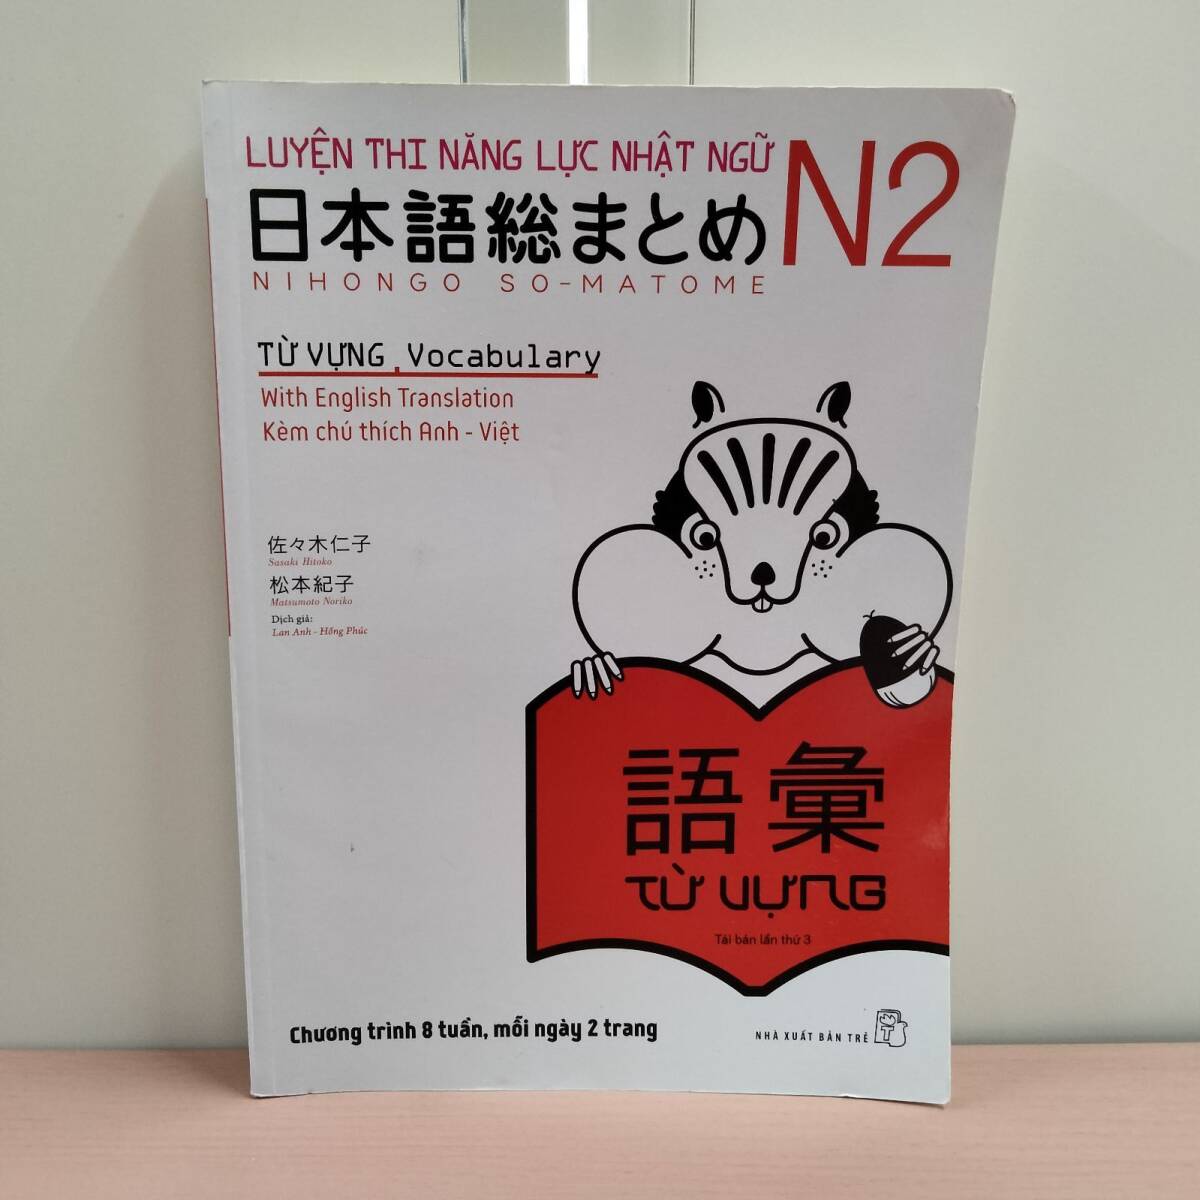 LUYỆN THI NĂNG LỰC NHẬT NGỮ
日本語総まとめ N2
NIHONGO SO-MATOME
TỪ VỰNG . Vocabulary
With English Translation
Kèm chú thích Anh - Việt
佐々木仁子
Sasaki Hitoko
松本紀子
Matsumoto Noriko
Dịch giả:
Lan Anh - Hồng Phúc
語彙
TỪ VỰNG
Tái bản lần thứ 3
Chương trình 8 tuần, mỗi ngày 2 trang
NHÀ XUẤT BẢN TRẺ